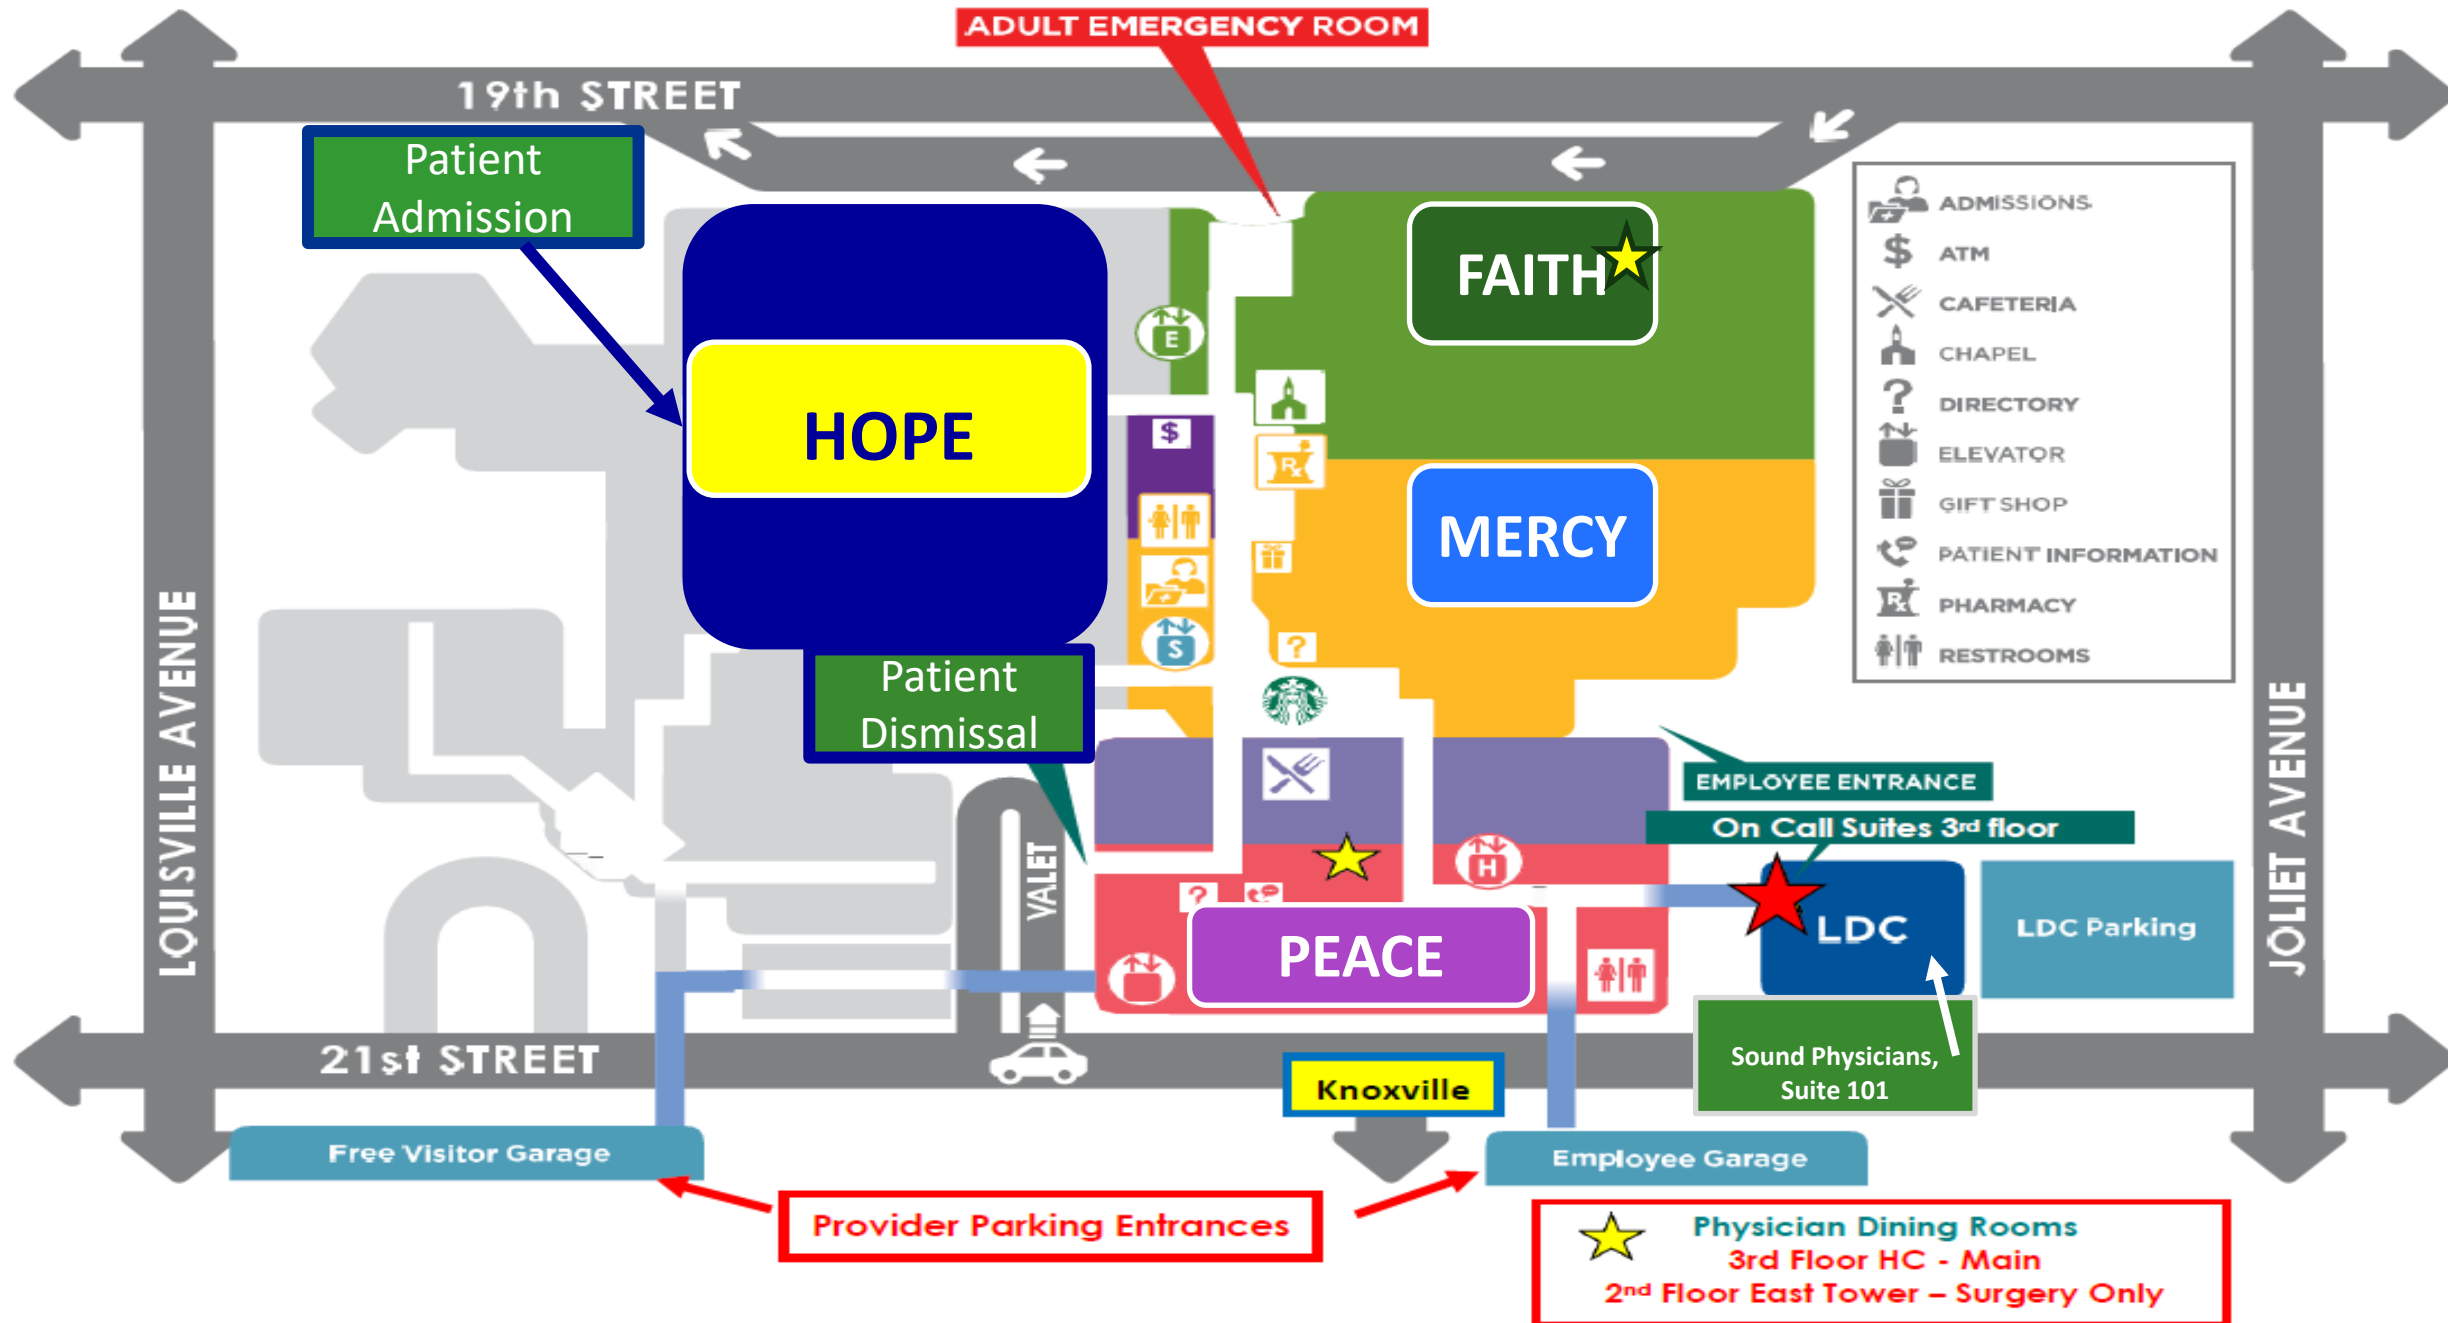 ADULT EMERGENCY ROOM
19th STREET
Patient
Admission
FAITH
ADMISSIONS
$
ATM
CAFETERIA
CHAPEL
?
DIRECTORY
ELEVATOR
GIFT SHOP
PATIENT INFORMATION
Rx
PHARMACY
RESTROOMS
E
HOPE
$
Rx
MERCY
S
?
Patient
Dismissal
LOUISVILLE AVENUE
JOLIET AVENUE
EMPLOYEE ENTRANCE
On Call Suites 3rd floor
VALET
H
?
PEACE
LDC
LDC Parking
21st STREET
Sound Physicians,
Suite 101
Knoxville
Free Visitor Garage
Employee Garage
Provider Parking Entrances
Physician Dining Rooms
3rd Floor HC - Main
2nd Floor East Tower – Surgery Only